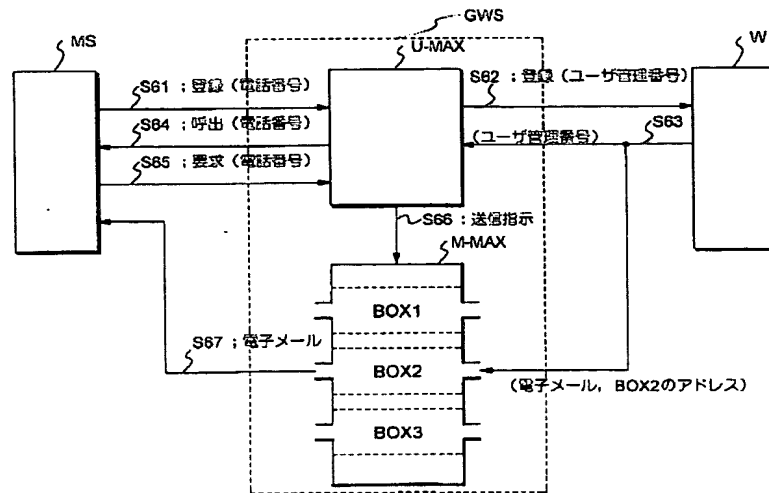 GWS
MS
U-MAX
W
S61；登録（電話番号）
S62；登録（ユーザ管理番号）
S64；呼出（電話番号）
（ユーザ管理番号）
S63
S65；要求（電話番号）
S66：送信指示
M-MAX
BOX1
S67；電子メール
BOX2
（電子メール，BOX2のアドレス）
BOX3